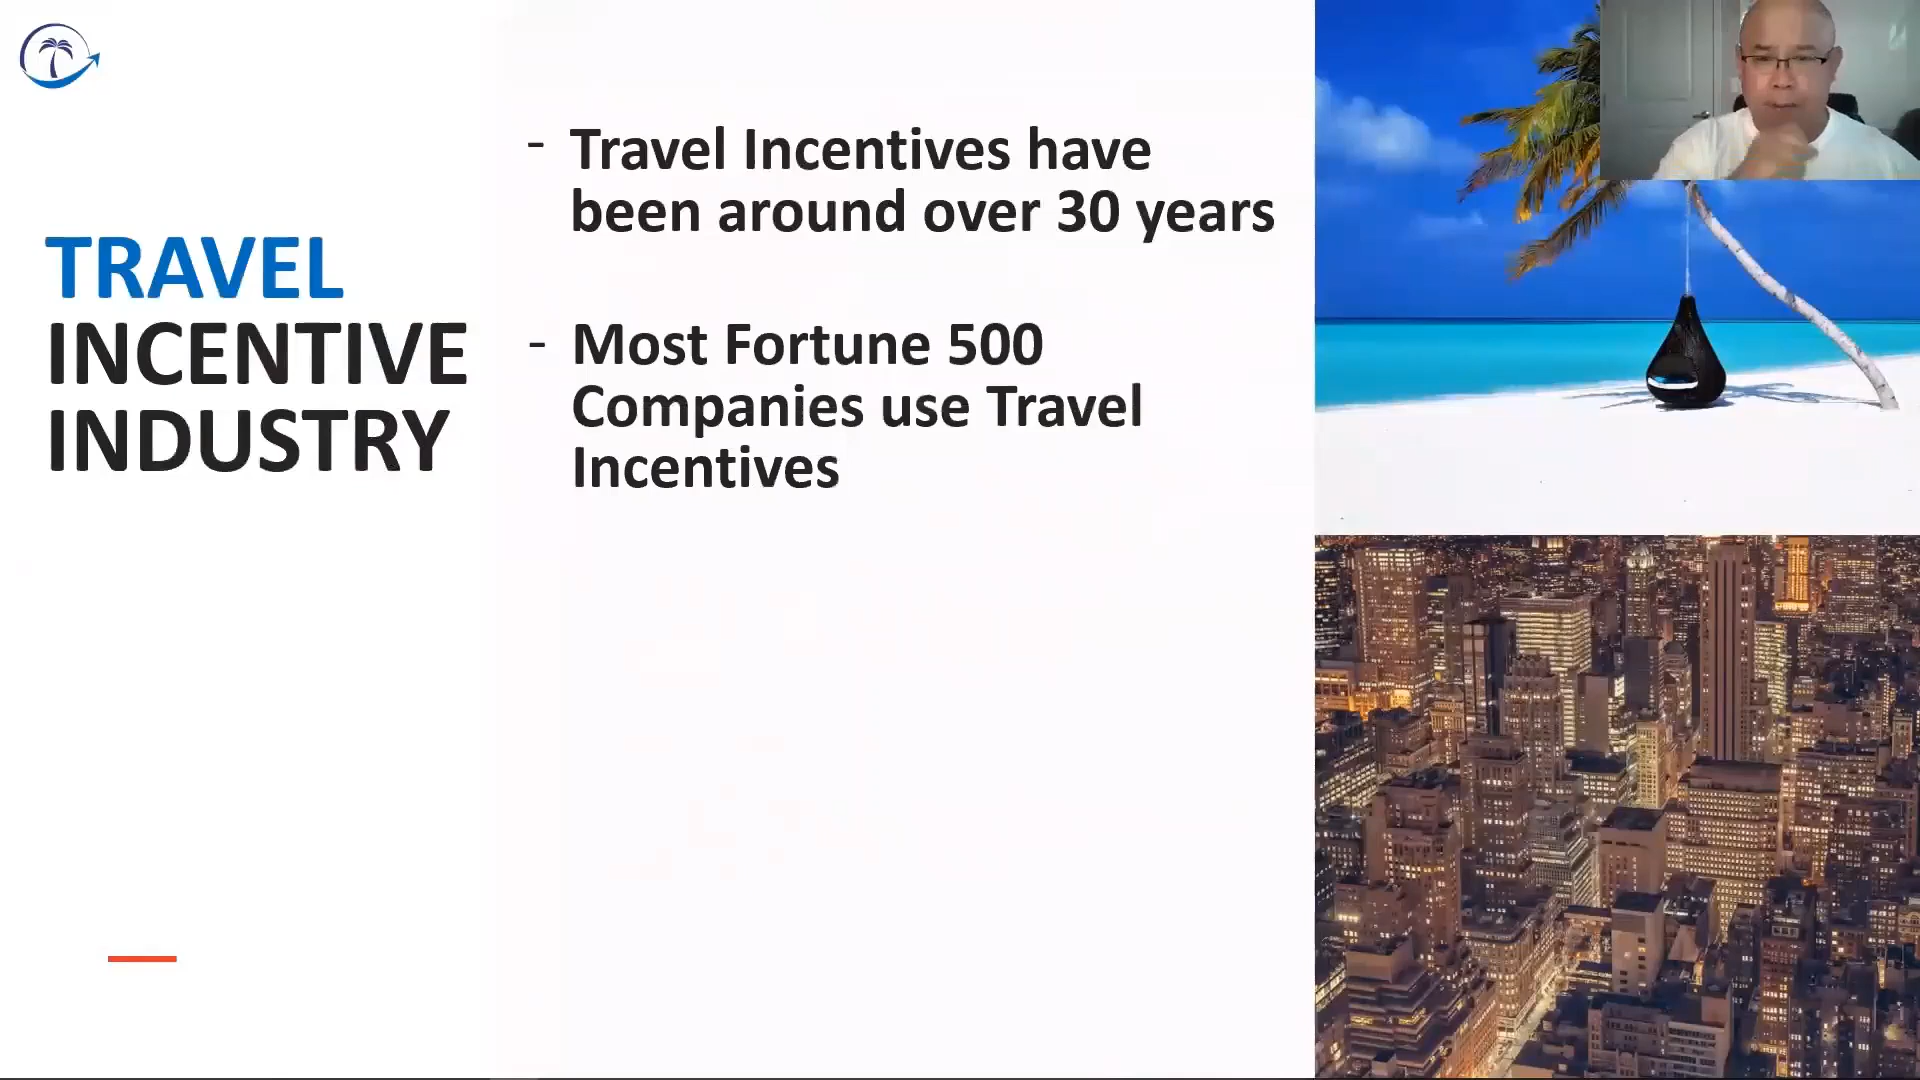 TRAVEL
INCENTIVE
INDUSTRY
- Travel Incentives have
been around over 30 years
- Most Fortune 500
Companies use Travel
Incentives